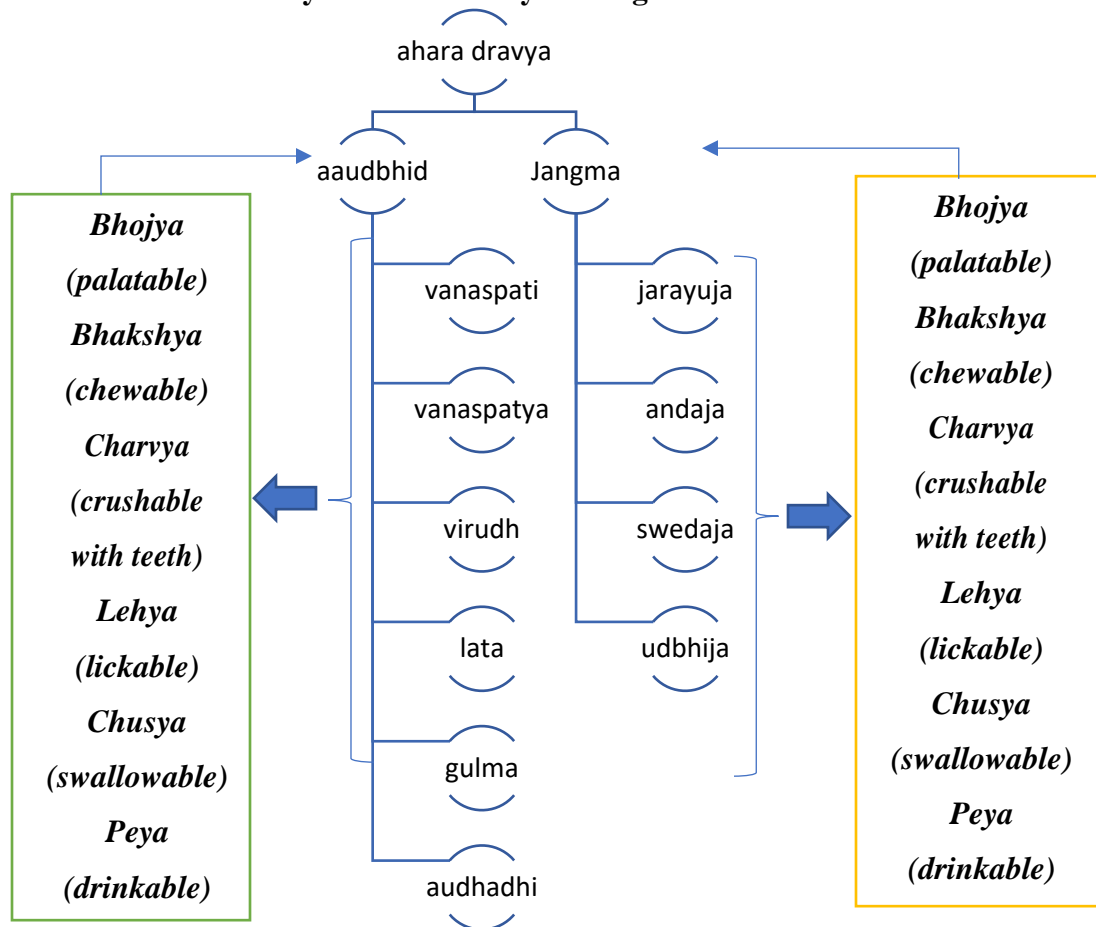 ahara dravya
aaudbhid
Jangma
Bhojya
(palatable)
Bhakshya
(chewable)
Charvya
(crushable
with teeth)
Lehya
(lickable)
Chusya
(swallowable)
Peya
(drinkable)
vanaspati
vanaspatya
virudh
lata
gulma
audhadhi
jarayuja
andaja
swedaja
udbhija
Bhojya
(palatable)
Bhakshya
(chewable)
Charvya
(crushable
with teeth)
Lehya
(lickable)
Chusya
(swallowable)
Peya
(drinkable)